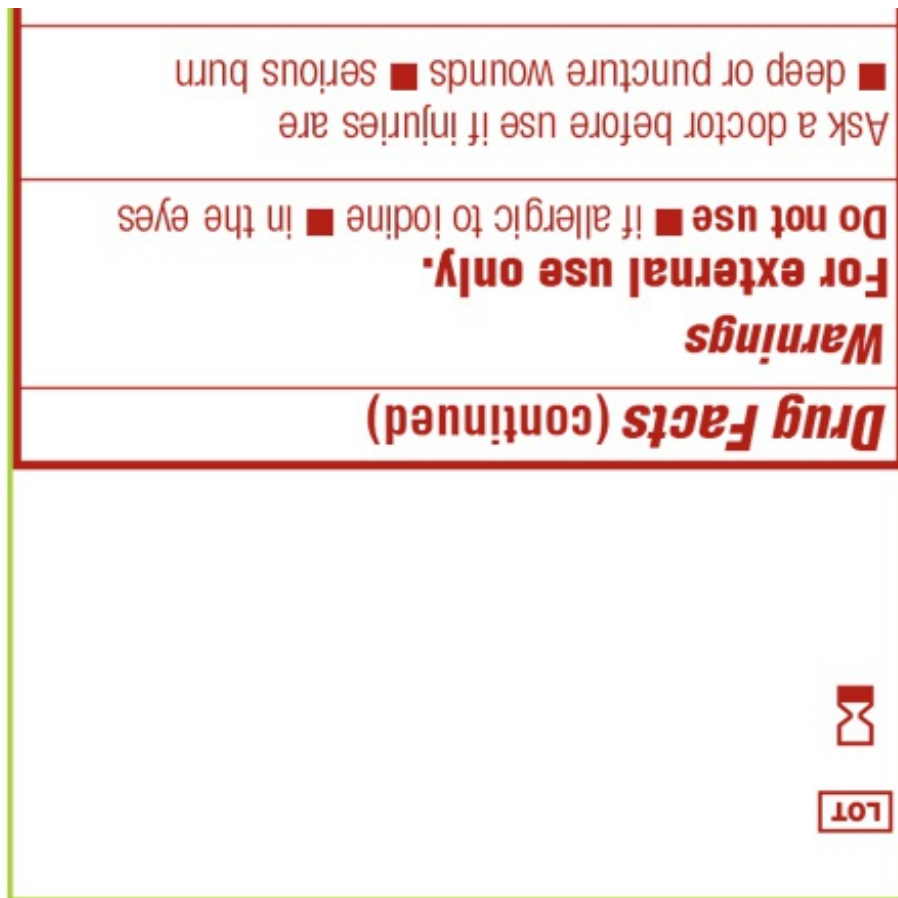 LOT
Drug Facts (continued)
Warnings
For external use only.
Do not use ■ if allergic to iodine ■ in the eyes
Ask a doctor before use if injuries are
■ deep or puncture wounds ■ serious burn